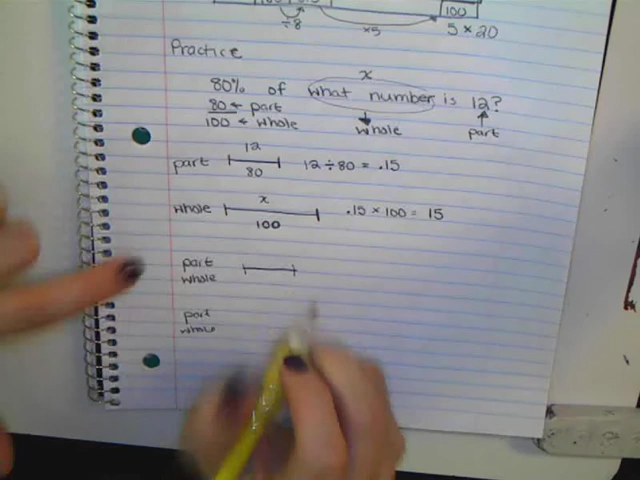 100
÷8
×5
5 × 20
Practice
x
80% of what number is 12?
80 ← part
100 ← whole
whole
part
12
part
80
12 ÷ 80 = .15
x
whole
100
.15 × 100 = 15
part
whole
part
whole